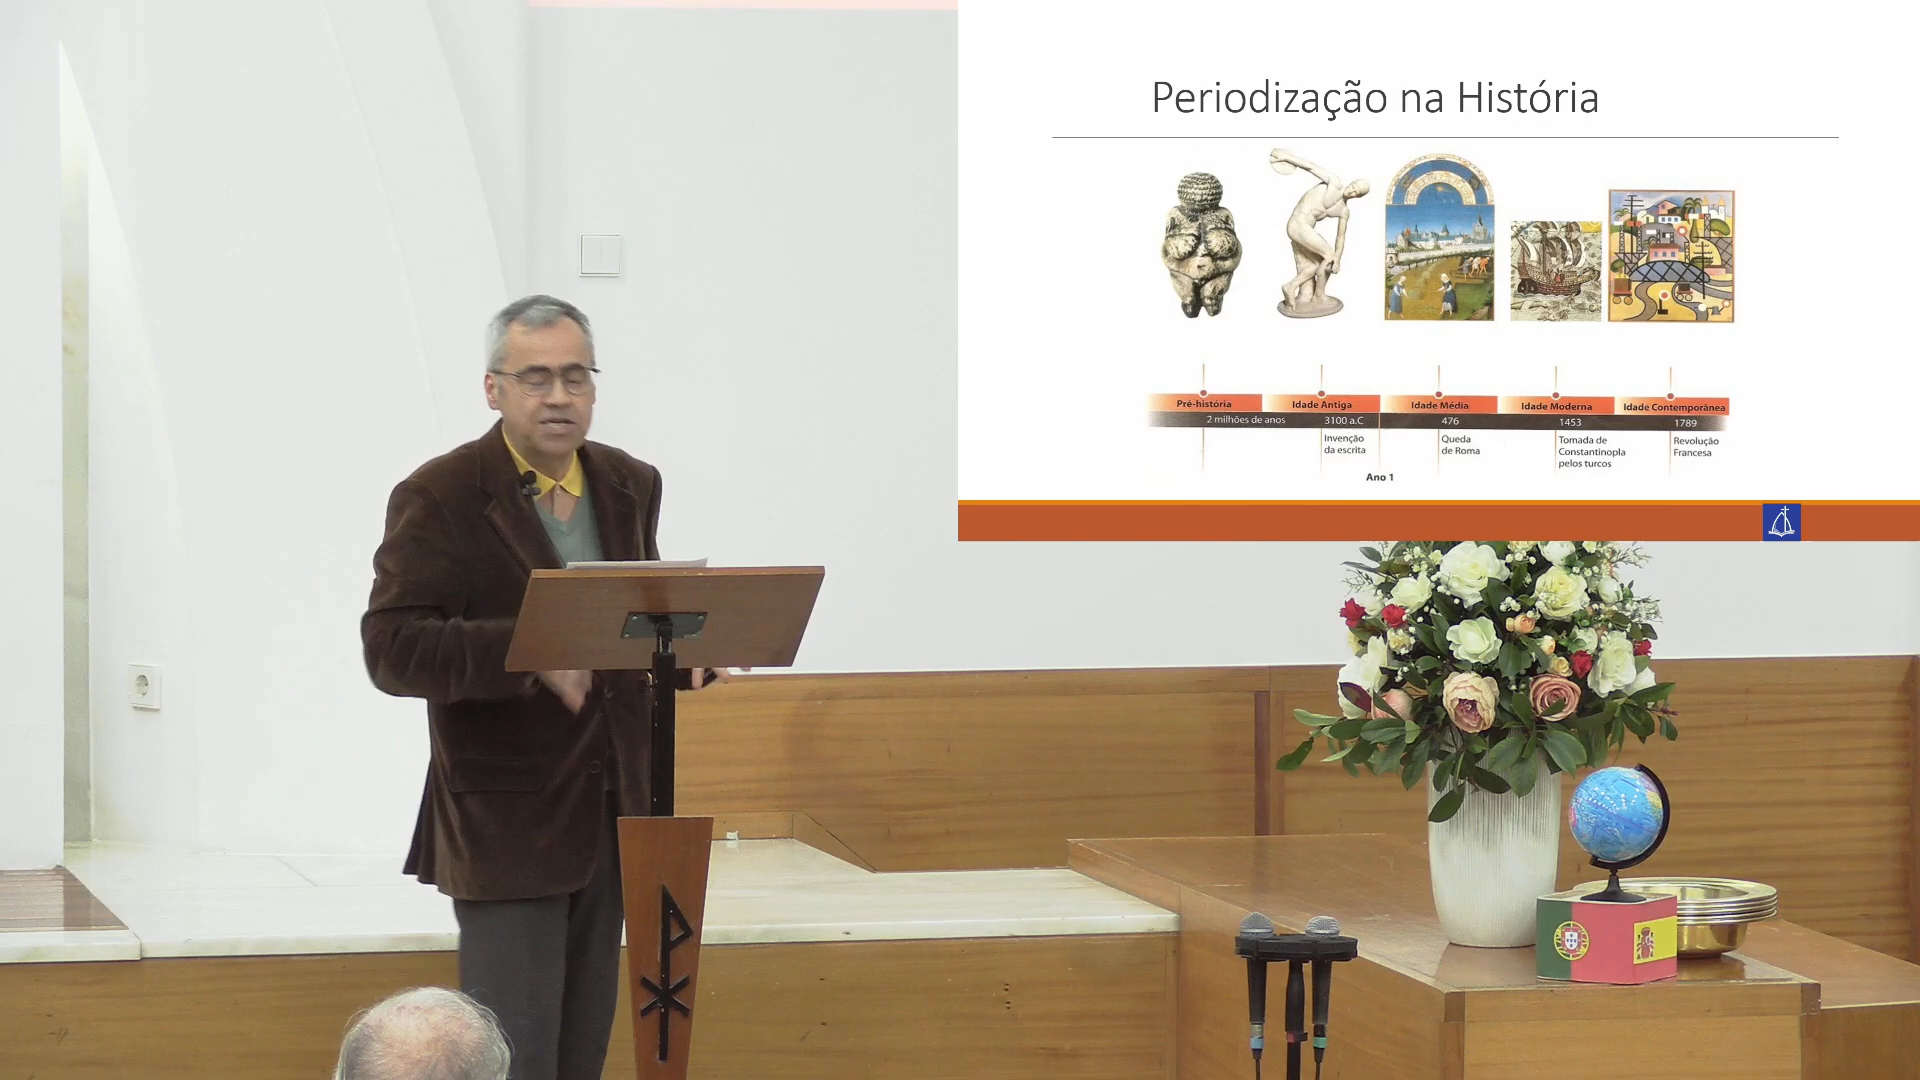 Periodização na História
Pré-história
Idade Antiga
Idade Média
Idade Moderna
Idade Contemporânea
2 milhões de anos
3100 a.C
476
1453
1789
Invenção
da escrita
Queda
de Roma
Tomada de
Constantinopla
pelos turcos
Revolução
Francesa
Ano 1